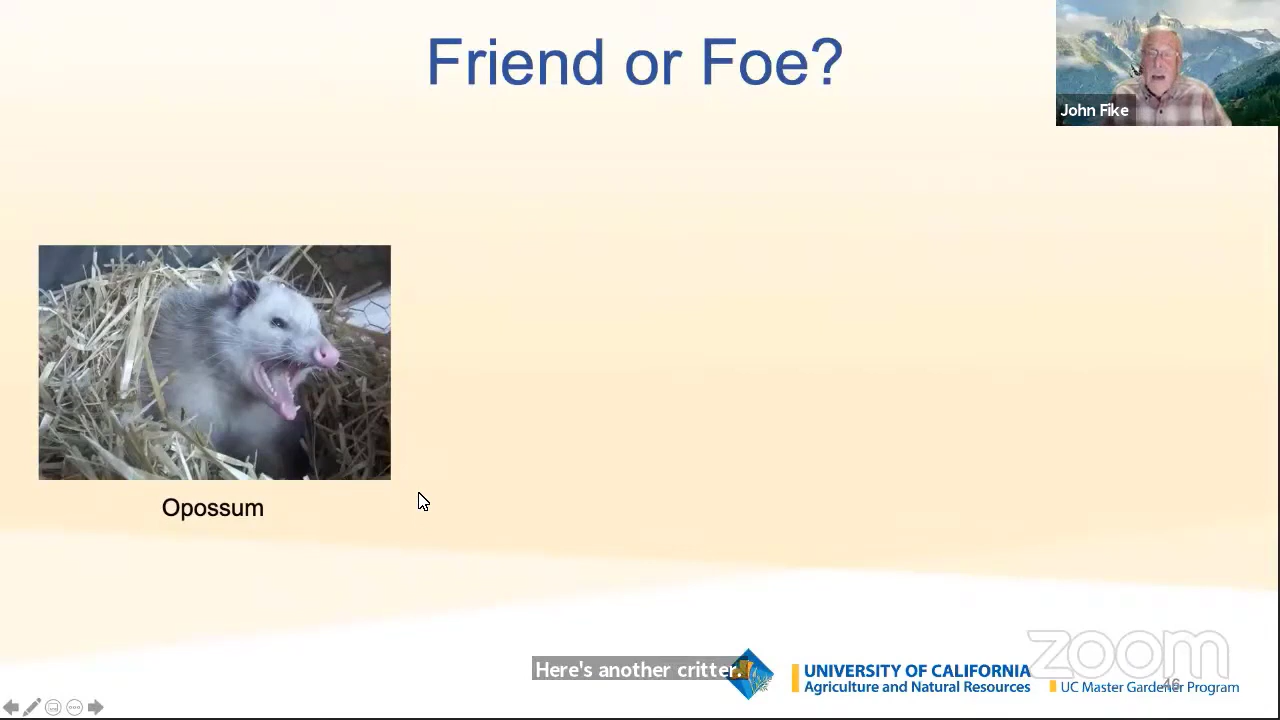 Friend or Foe?
John Fike
Opossum
Here's another critter.
UNIVERSITY OF CALIFORNIA
Agriculture and Natural Resources
UC Master Gardener Program
zoom
46